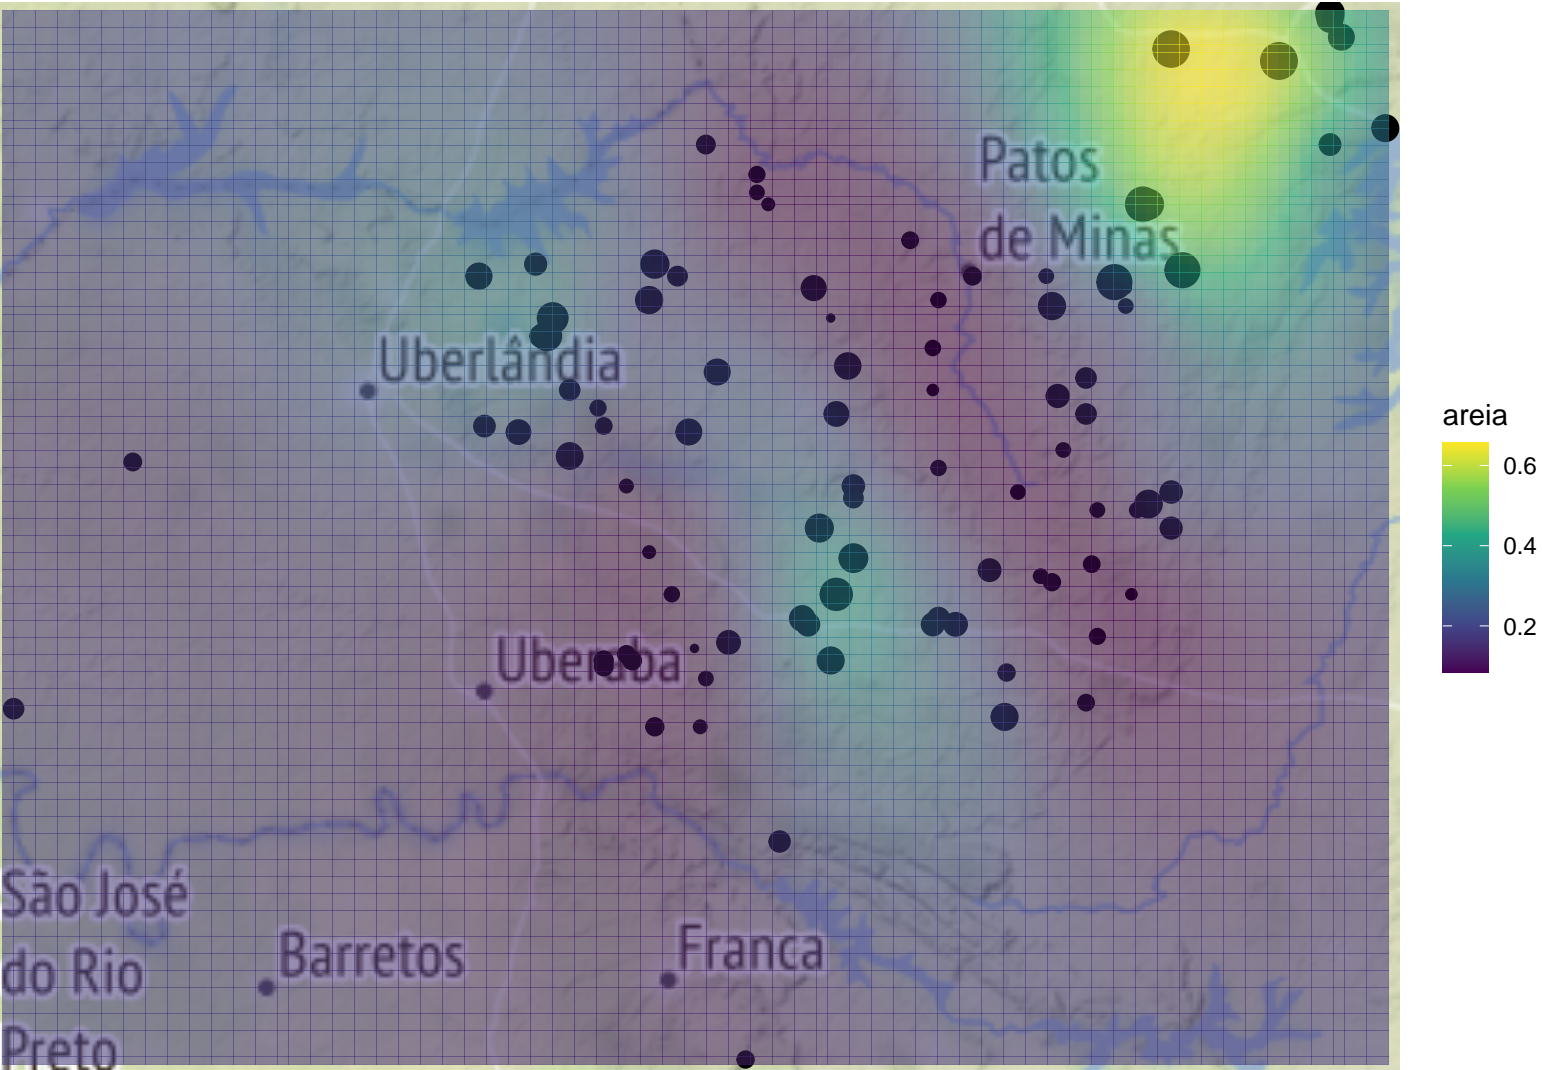 Patos
de Minas
Uberlândia
Uberaba
São José
do Rio
Preto
Barretos
Franca
areia
0.6
0.4
0.2